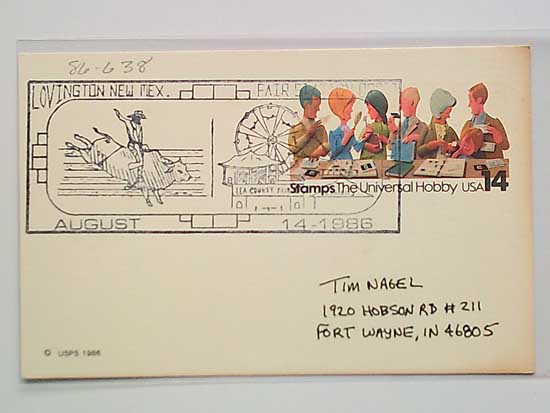 86-638
LOVINGTON NEW MEX. FAIR
LEA COUNTY
AUGUST 14-1986
Stamps The Universal Hobby USA 14
TIM NAGEL
1920 HOBSON RD # 211
FORT WAYNE, IN 46805
© USPS 1986